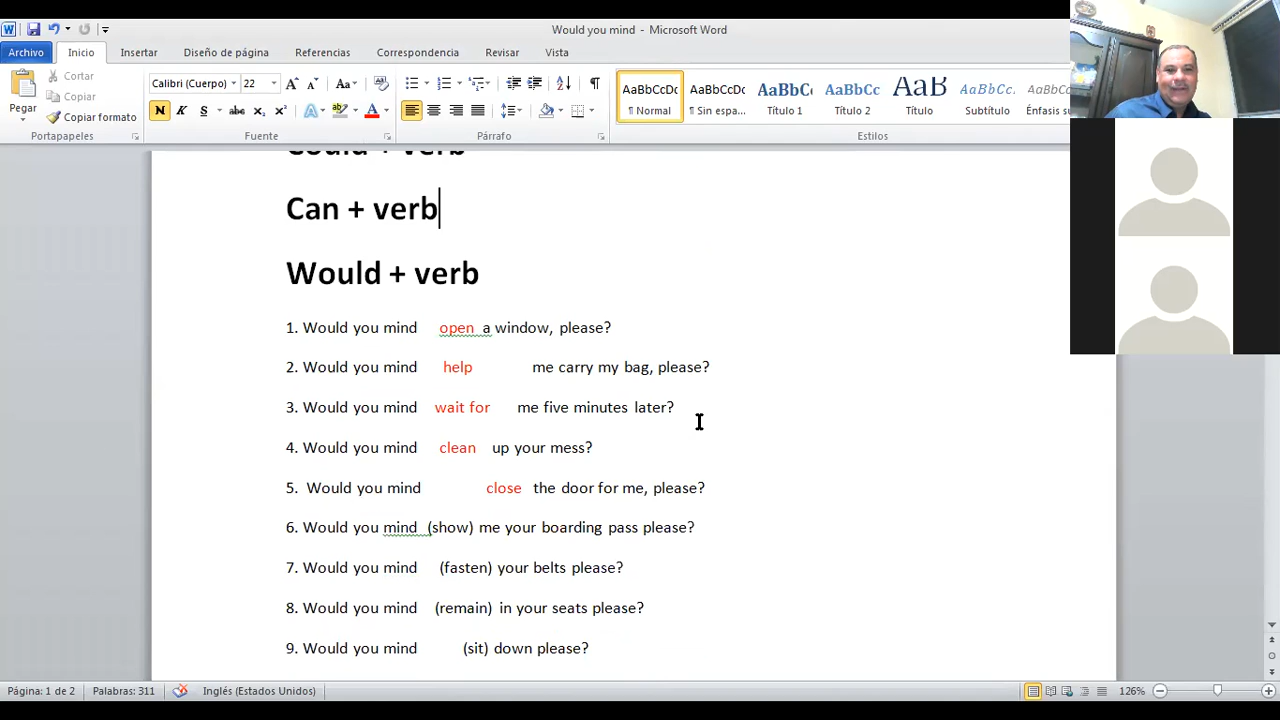 Would you mind - Microsoft Word
Archivo Inicio Insertar Diseño de página Referencias Correspondencia Revisar Vista
Pegar
Cortar
Copiar
Copiar formato
Portapapeles
Calibri (Cuerpo) 22
N S abc x₂ x²
Fuente
Párrafo
AaBbCcDc AaBbCcDc AaBbC AaBbCc AaB AaBbCc. AaBbCc
¶ Normal ¶ Sin espa... Título 1 Título 2 Título Subtítulo Énfasis su
Estilos
Could + verb
Can + verb
Would + verb
1. Would you mind open a window, please?
2. Would you mind help me carry my bag, please?
3. Would you mind wait for me five minutes later?
4. Would you mind clean up your mess?
5. Would you mind close the door for me, please?
6. Would you mind (show) me your boarding pass please?
7. Would you mind (fasten) your belts please?
8. Would you mind (remain) in your seats please?
9. Would you mind (sit) down please?
Página: 1 de 2 Palabras: 311 Inglés (Estados Unidos) 126%